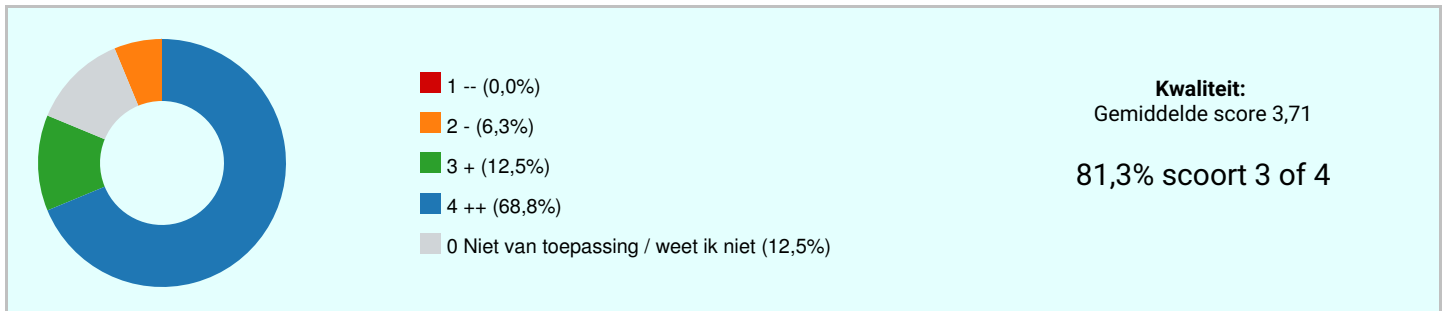 1 -- (0,0%)
2 - (6,3%)
3 + (12,5%)
4 ++ (68,8%)
0 Niet van toepassing / weet ik niet (12,5%)
Kwaliteit:
Gemiddelde score 3,71
81,3% scoort 3 of 4